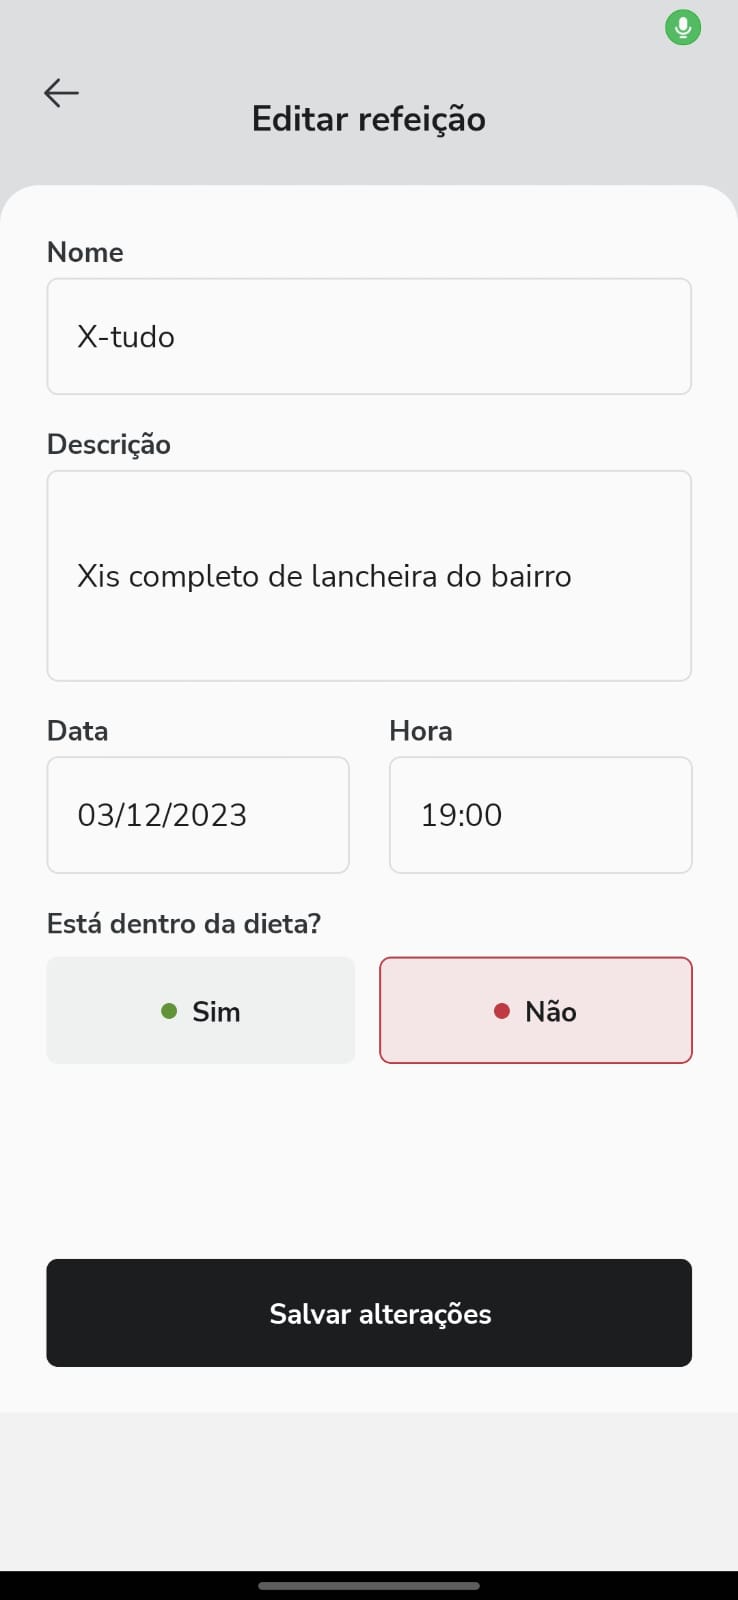 Editar refeição
Nome
X-tudo
Descrição
Xis completo de lancheira do bairro
Data
Hora
03/12/2023
19:00
Está dentro da dieta?
Sim
Não
Salvar alterações